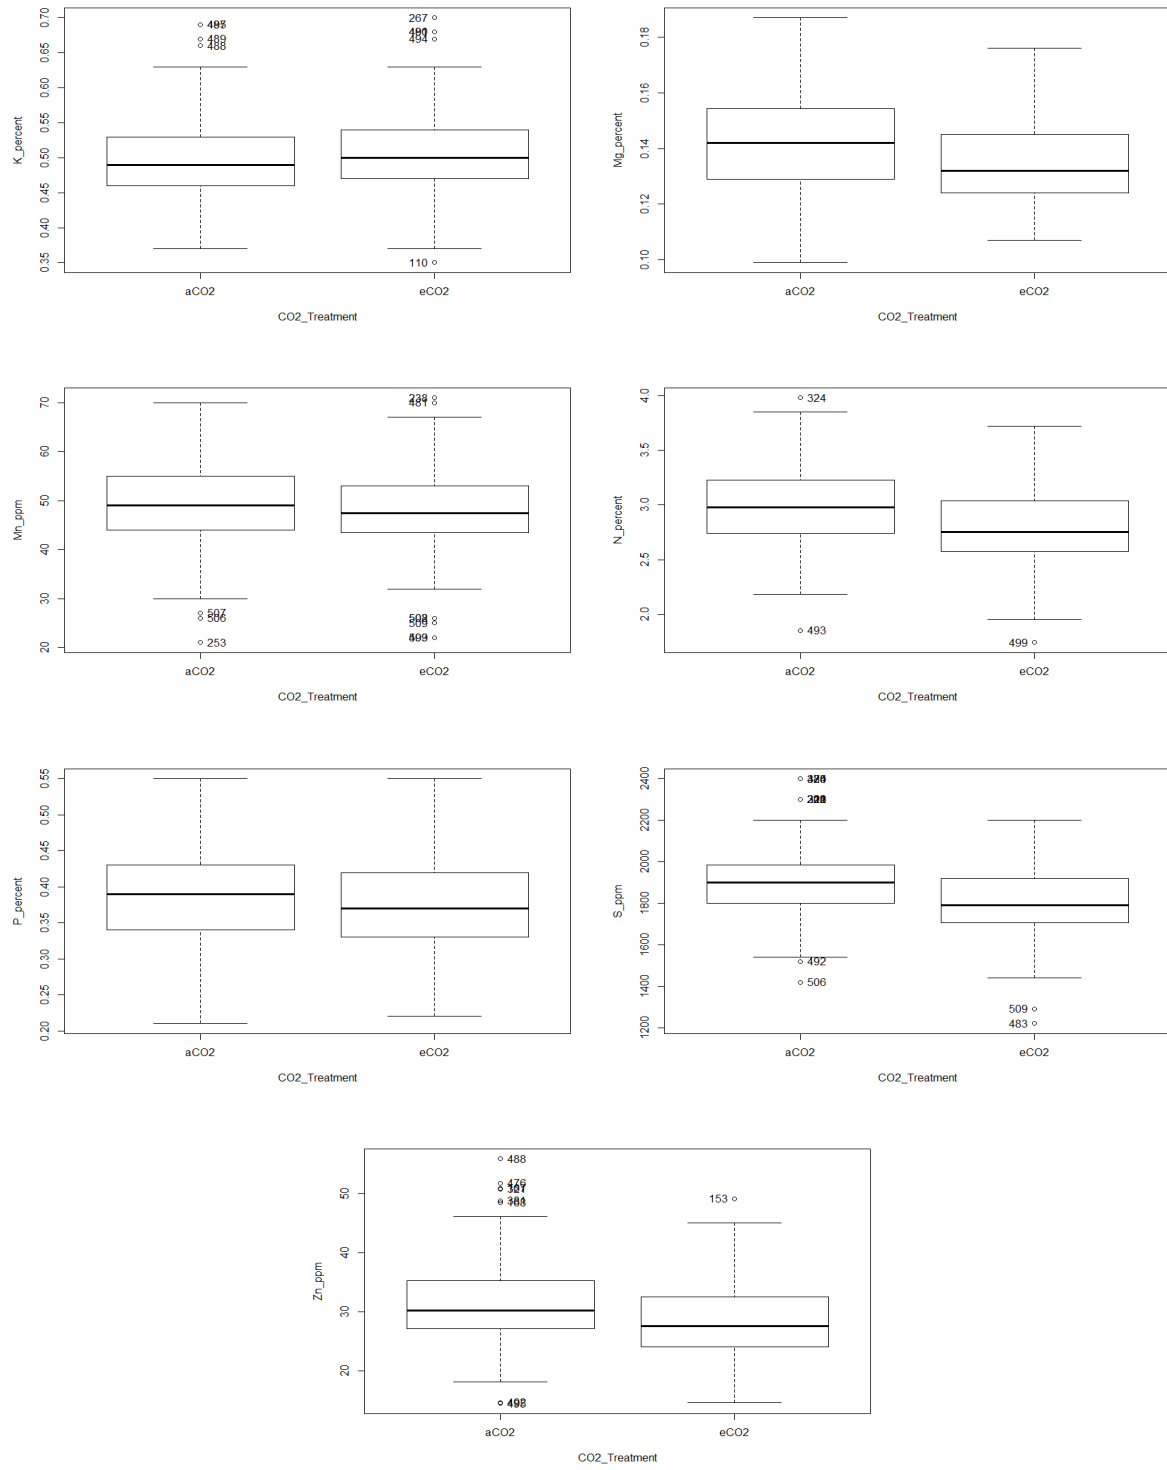 K_percent
0.35 0.40 0.45 0.50 0.55 0.60 0.65 0.70
489
488
267
494
110
aCO2 eCO2
CO2_Treatment
Mg_percent
0.10 0.12 0.14 0.16 0.18
aCO2 eCO2
CO2_Treatment
Mn_ppm
20 30 40 50 60 70
507
506
253
238
481
509
aCO2 eCO2
CO2_Treatment
N_percent
2.0 2.5 3.0 3.5 4.0
324
493
499
aCO2 eCO2
CO2_Treatment
P_percent
0.20 0.25 0.30 0.35 0.40 0.45 0.50 0.55
aCO2 eCO2
CO2_Treatment
S_ppm
1200 1400 1600 1800 2000 2200 2400
492
506
509
483
aCO2 eCO2
CO2_Treatment
Zn_ppm
20 30 40 50
488
476
153
aCO2 eCO2
CO2_Treatment